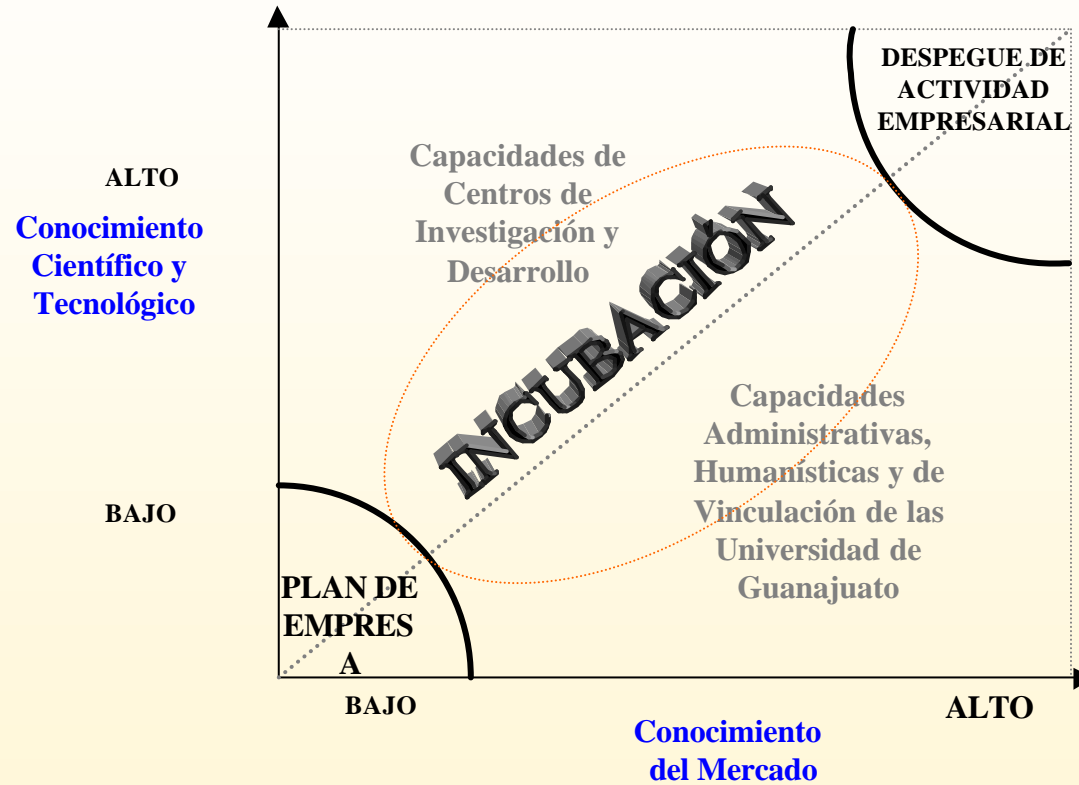 DESPEGUE DE
ACTIVIDAD
EMPRESARIAL
Capacidades de
Centros de
Investigación y
Desarrollo
ALTO
Conocimiento
Científico y
Tecnológico
INCUBACIÓN
Capacidades
Administrativas,
Humanísticas y de
Vinculación de las
Universidad de
Guanajuato
BAJO
PLAN DE
EMPRES
A
BAJO
ALTO
Conocimiento
del Mercado